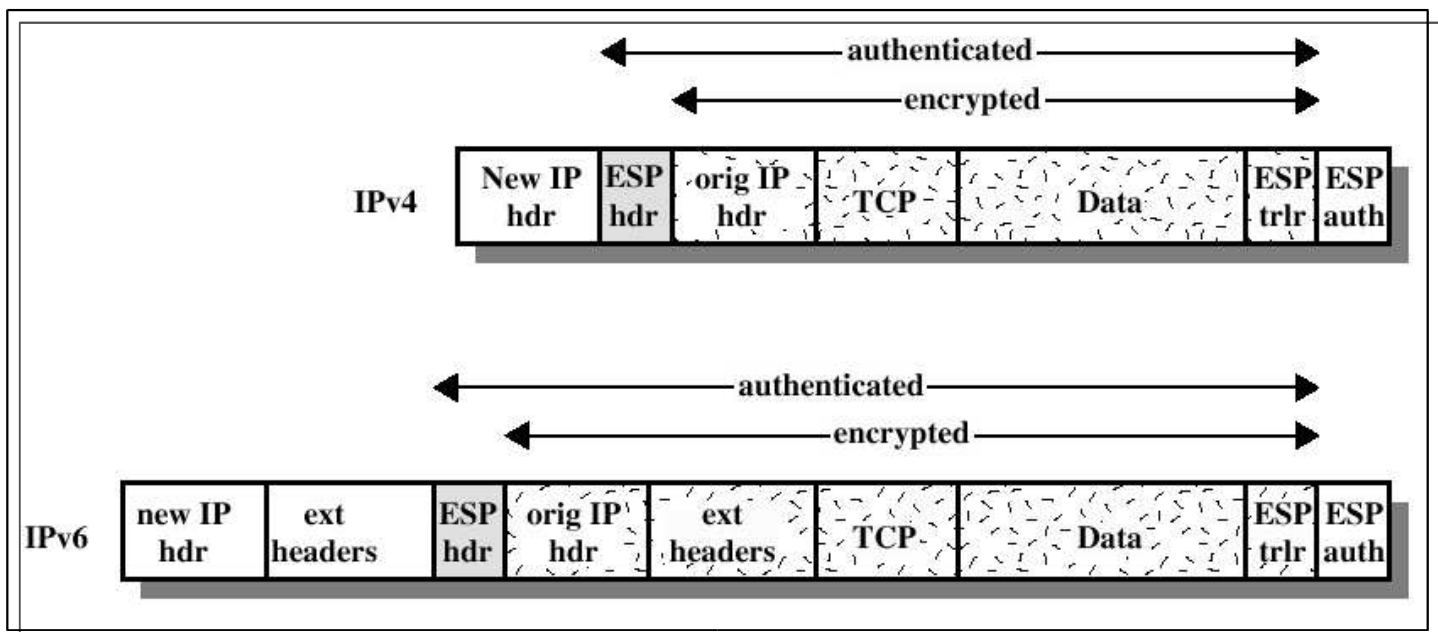 authenticated
encrypted
IPv4
New IP hdr
ESP hdr
orig IP hdr
TCP
Data
ESP trlr
ESP auth
authenticated
encrypted
IPv6
new IP hdr
ext headers
ESP hdr
orig IP hdr
ext headers
TCP
Data
ESP trlr
ESP auth